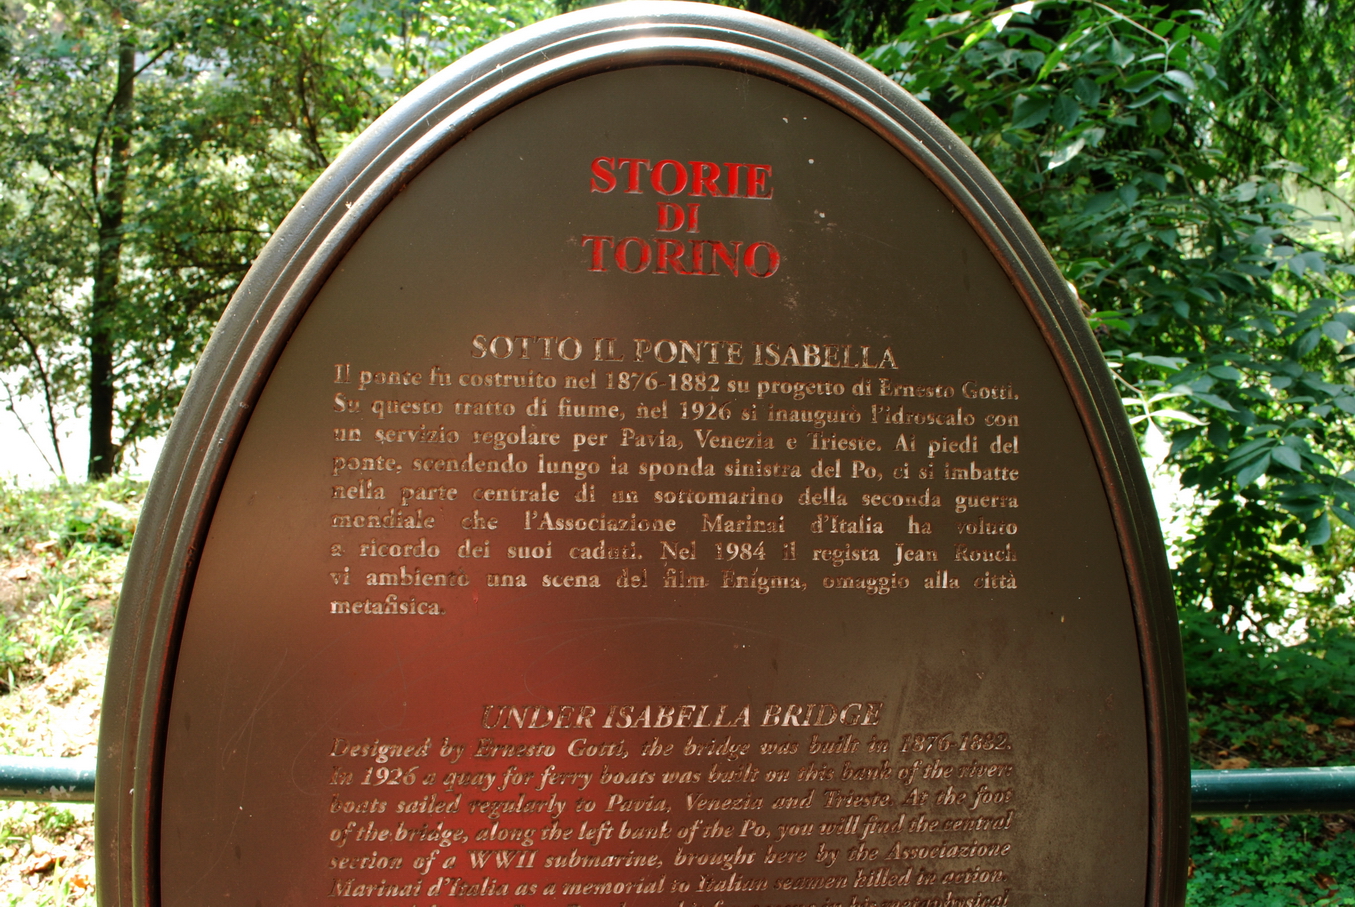 STORIE
DI
TORINO
SOTTO IL PONTE ISABELLA
Il ponte fu costruito nel 1876-1882 su progetto di Ernesto Gotti.
Su questo tratto di fiume, nel 1926 si inaugurò l'idroscalo con
un servizio regolare per Pavia, Venezia e Trieste. Ai piedi del
ponte, scendendo lungo la sponda sinistra del Po, ci si imbatte
nella parte centrale di un sottomarino della seconda guerra
mondiale che l'Associazione Marinai d'Italia ha voluto
a ricordo dei suoi caduti. Nel 1984 il regista Jean Rouch
vi ambientò una scena del film Enigma, omaggio alla città
metafisica.
UNDER ISABELLA BRIDGE
Designed by Ernesto Gotti, the bridge was built in 1876-1882.
In 1926 a quay for ferry boats was built on this bank of the river:
boats sailed regularly to Pavia, Venezia and Trieste. At the foot
of the bridge, along the left bank of the Po, you will find the central
section of a WWII submarine, brought here by the Associazione
Marinai d'Italia as a memorial to Italian seamen killed in action.
in his metaphysical